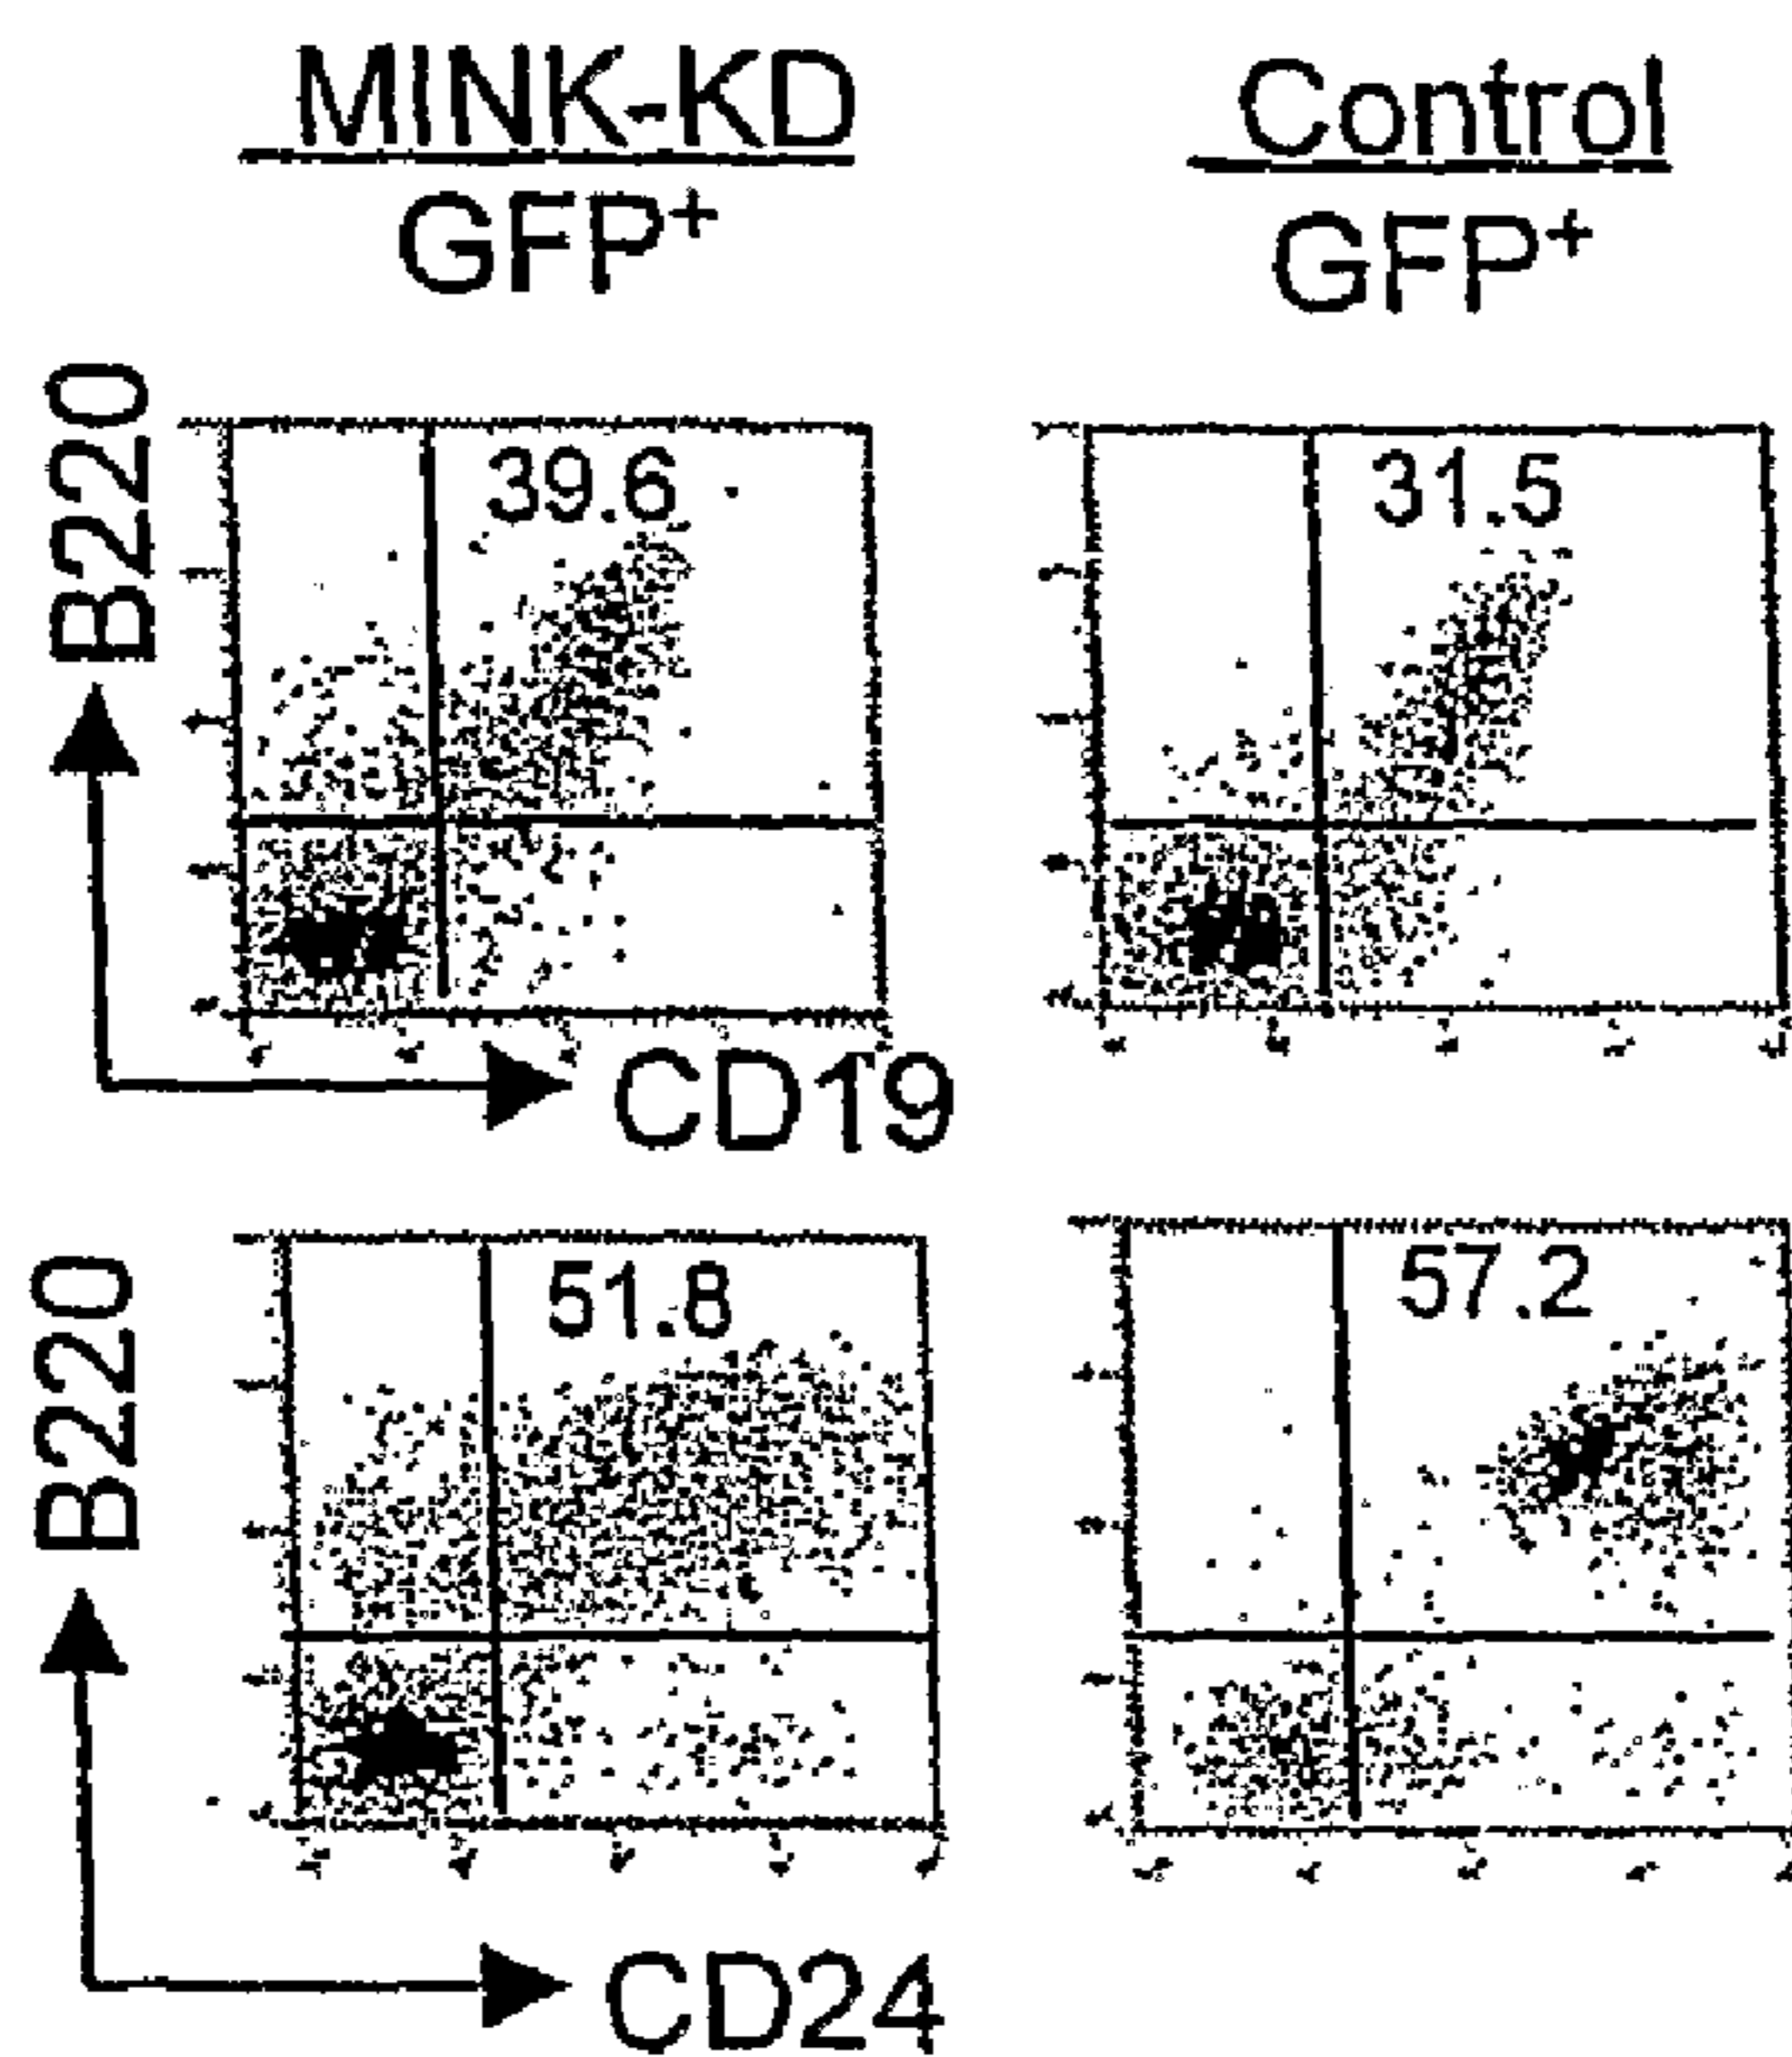 MINK-KD Control
GFP+ GFP+
B220
39.6 31.5
CD19
B220
51.8 57.2
CD24